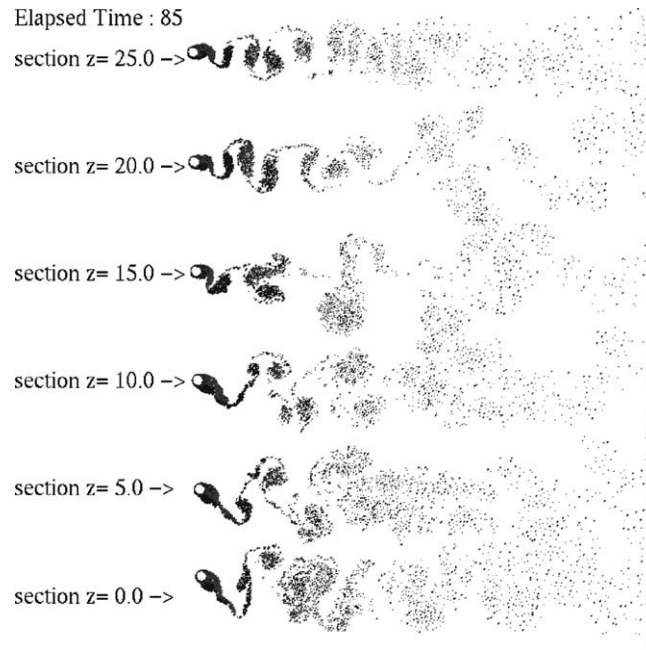 Elapsed Time : 85
section z= 25.0 −>
section z= 20.0 −>
section z= 15.0 −>
section z= 10.0 −>
section z= 5.0 −>
section z= 0.0 −>